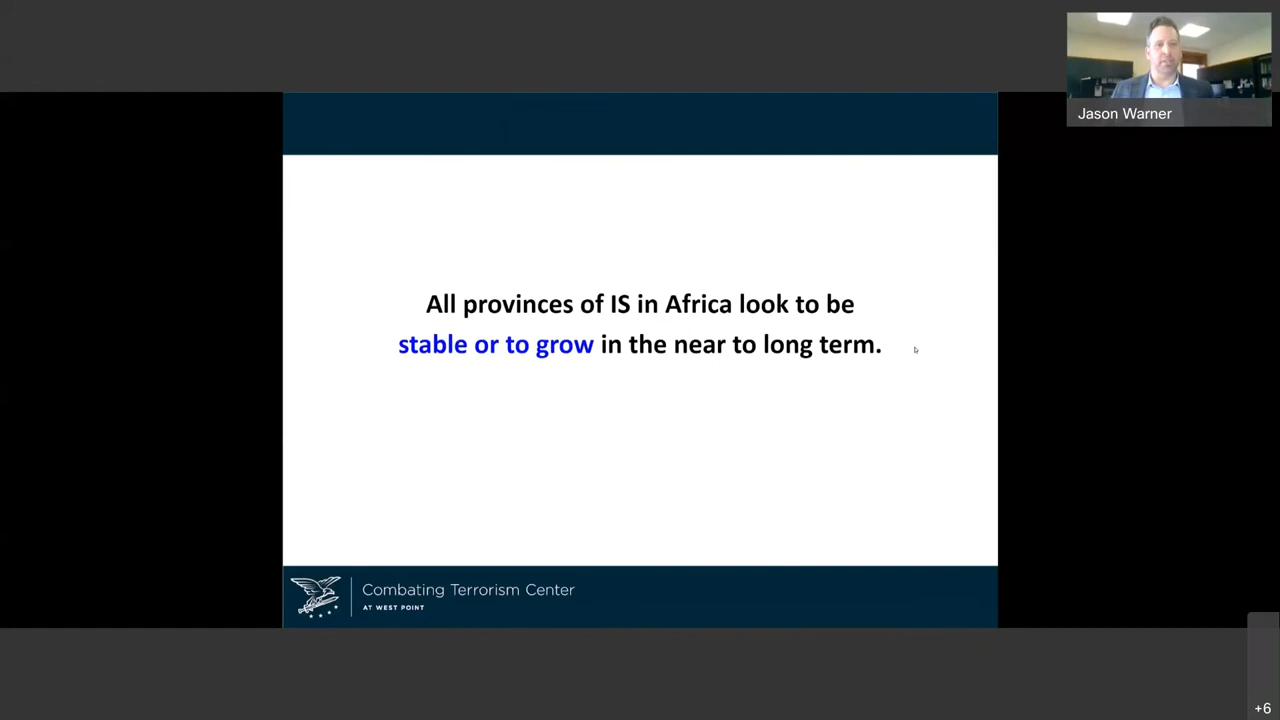 Jason Warner
All provinces of IS in Africa look to be
stable or to grow in the near to long term.
Combating Terrorism Center
AT WEST POINT
+6